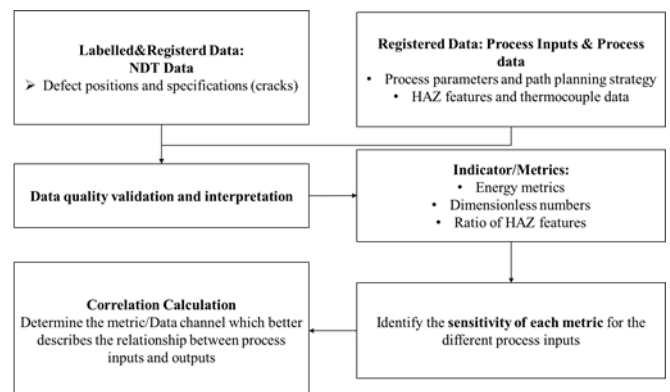 Labelled&Registerd Data:
NDT Data
➢ Defect positions and specifications (cracks)
Registered Data: Process Inputs & Process
data
• Process parameters and path planning strategy
• HAZ features and thermocouple data
Data quality validation and interpretation
Indicator/Metrics:
• Energy metrics
• Dimensionless numbers
• Ratio of HAZ features
Correlation Calculation
Determine the metric/Data channel which better
describes the relationship between process
inputs and outputs
Identify the sensitivity of each metric for the
different process inputs